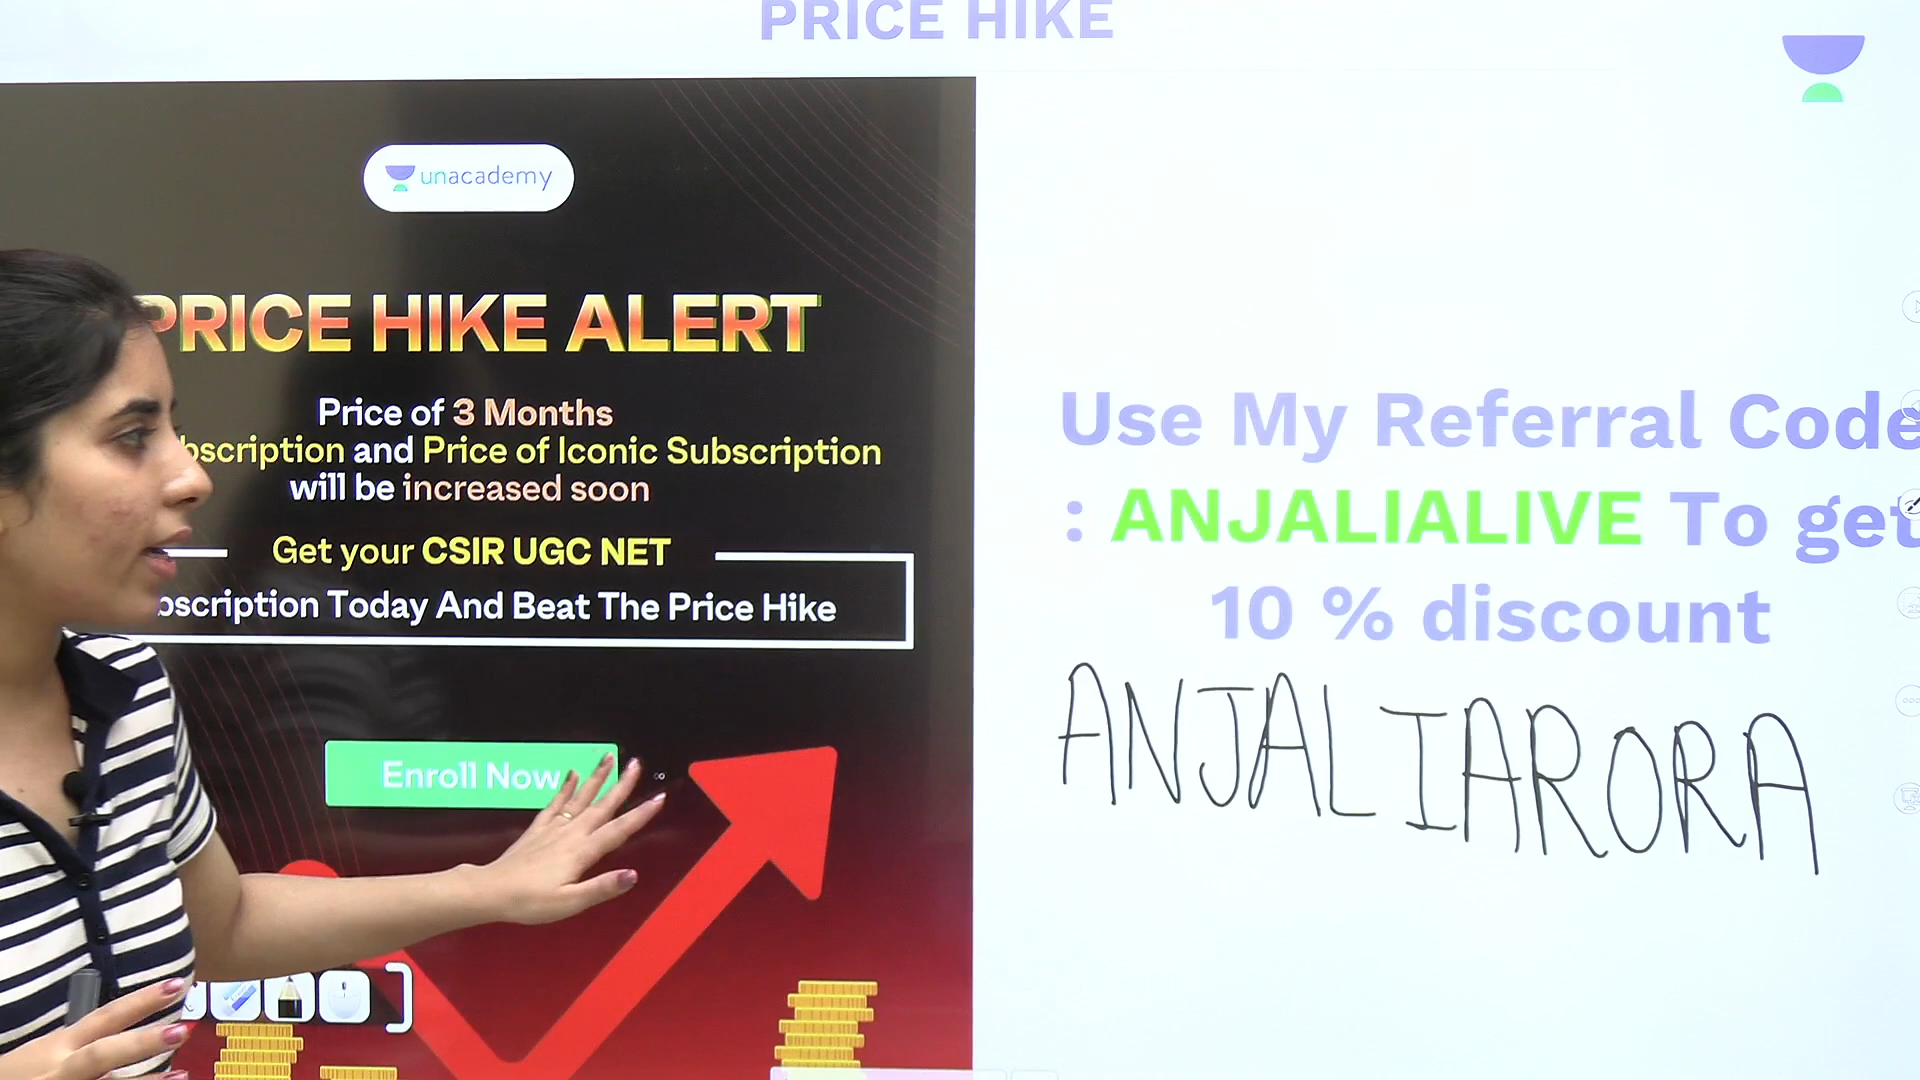 PRICE HIKE
unacademy
PRICE HIKE ALERT
Price of 3 Months
bscription and Price of Iconic Subscription
will be increased soon
Get your CSIR UGC NET
bscription Today And Beat The Price Hike
Enroll Now
Use My Referral Code
: ANJALIALIVE To get
10 % discount
ANJALIARORA